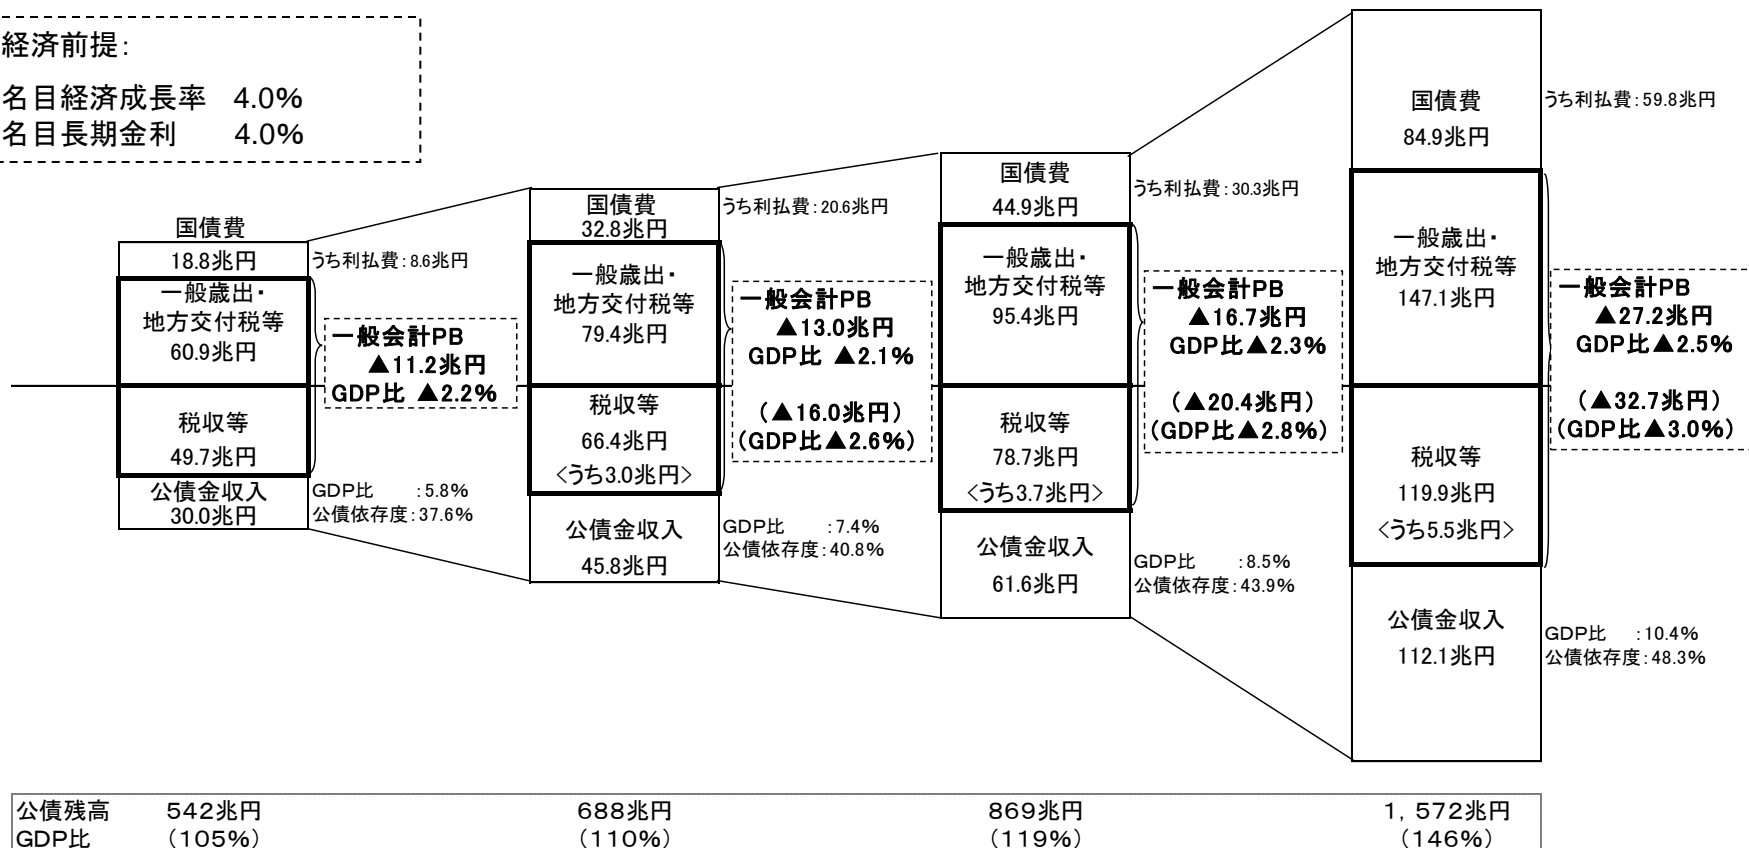 経済前提：
名目経済成長率 4.0%
名目長期金利 4.0%
国債費
18.8兆円
うち利払費：8.6兆円
一般歳出・
地方交付税等
60.9兆円
税収等
49.7兆円
公債金収入
30.0兆円
一般会計PB
▲11.2兆円
GDP比 ▲2.2%
GDP比 ：5.8%
公債依存度：37.6%
国債費
32.8兆円
うち利払費：20.6兆円
一般歳出・
地方交付税等
79.4兆円
税収等
66.4兆円
<うち3.0兆円>
公債金収入
45.8兆円
一般会計PB
▲13.0兆円
GDP比 ▲2.1%
（▲16.0兆円）
（GDP比▲2.6%）
GDP比 ：7.4%
公債依存度：40.8%
国債費
44.9兆円
うち利払費：30.3兆円
一般歳出・
地方交付税等
95.4兆円
税収等
78.7兆円
<うち3.7兆円>
公債金収入
61.6兆円
一般会計PB
▲16.7兆円
GDP比▲2.3%
（▲20.4兆円）
（GDP比▲2.8%）
GDP比 ：8.5%
公債依存度：43.9%
国債費
84.9兆円
うち利払費：59.8兆円
一般歳出・
地方交付税等
147.1兆円
税収等
119.9兆円
<うち5.5兆円>
公債金収入
112.1兆円
一般会計PB
▲27.2兆円
GDP比▲2.5%
（▲32.7兆円）
（GDP比▲3.0%）
GDP比 ：10.4%
公債依存度：48.3%
公債残高 542兆円 688兆円 869兆円 1，572兆円
GDP比 （105%） （110%） （119%） （146%）